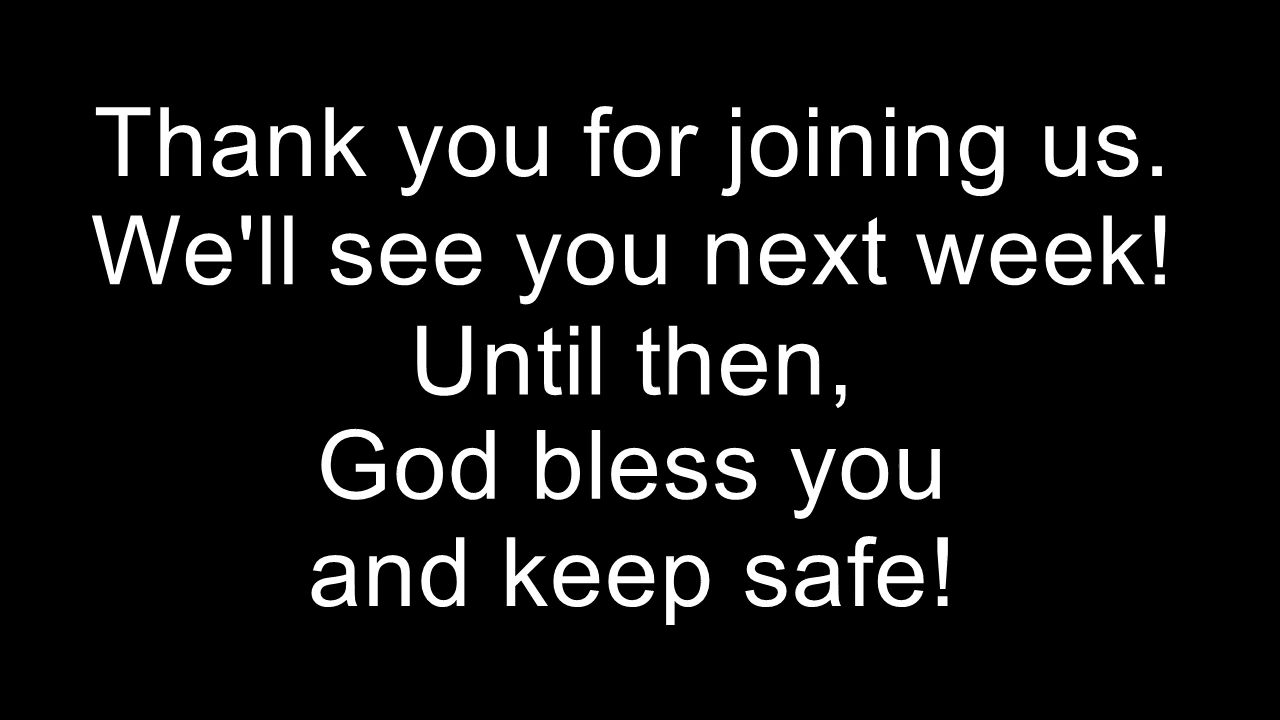 Thank you for joining us.
We'll see you next week!
Until then,
God bless you
and keep safe!